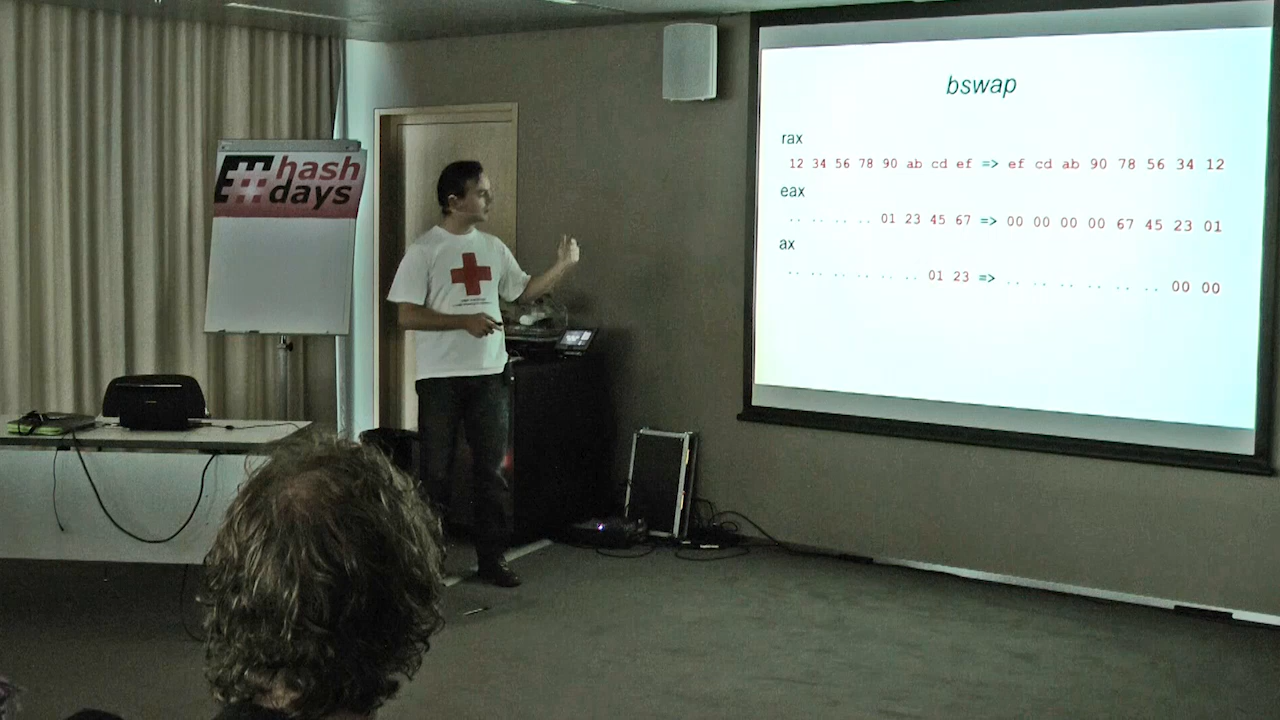 hash
days
bswap
rax
12 34 56 78 90 ab cd ef => ef cd ab 90 78 56 34 12
eax
.. .. .. .. 01 23 45 67 => 00 00 00 00 67 45 23 01
ax
.. .. .. .. .. .. 01 23 => .. .. .. .. .. .. 00 00